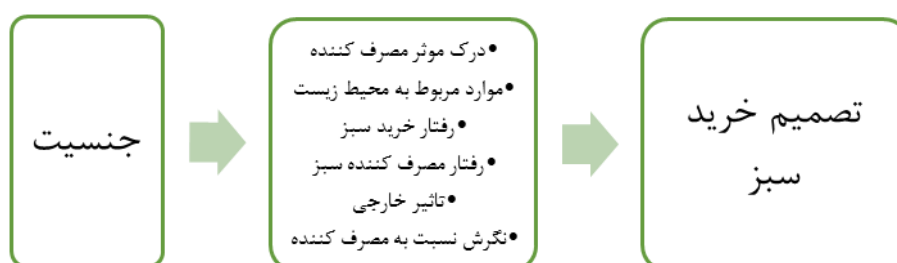 جنسیت
•درک موثر مصرف کننده
•موارد مربوط به محیط زیست
•رفتار خرید سبز
•رفتار مصرف کننده سبز
•تاثیر خارجی
•نگرش نسبت به مصرف کننده
تصمیم خرید
سبز